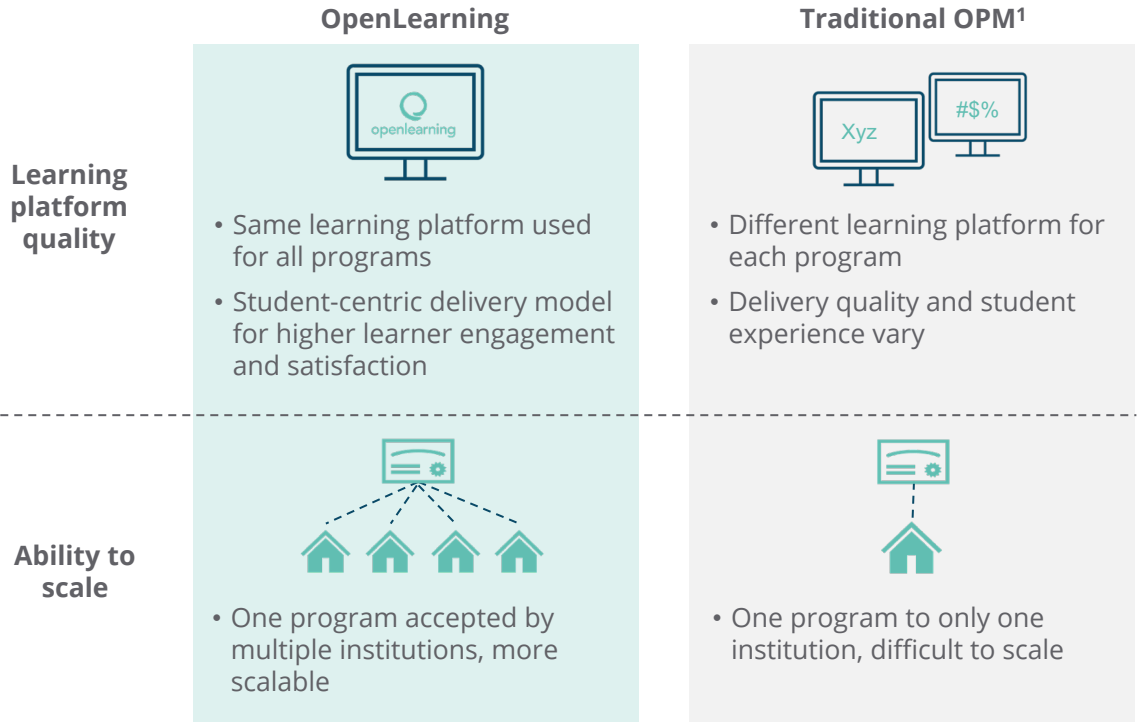 OpenLearning
Traditional OPM¹
Learning
platform
quality
openlearning
Xyz
#$%
• Same learning platform used
for all programs
• Student-centric delivery model
for higher learner engagement
and satisfaction
• Different learning platform for
each program
• Delivery quality and student
experience vary
Ability to
scale
• One program accepted by
multiple institutions, more
scalable
• One program to only one
institution, difficult to scale